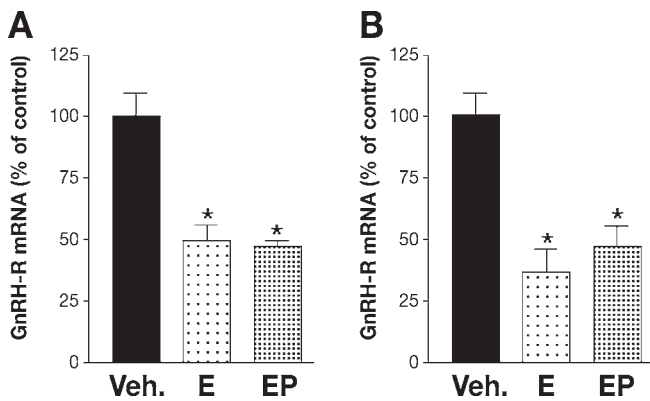 A
GnRH-R mRNA (% of control)
125
100
75
50
25
0
*
*
Veh. E EP
B
GnRH-R mRNA (% of control)
125
100
75
50
25
0
*
*
Veh. E EP